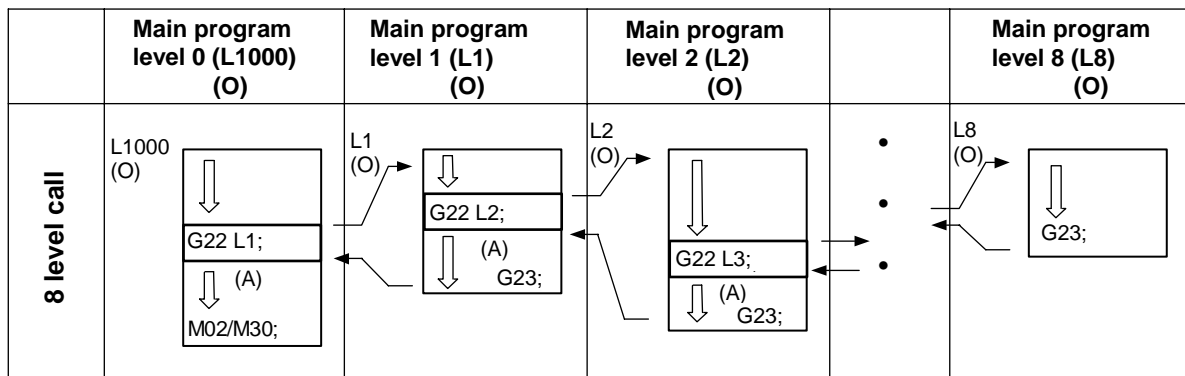 Main program
level 0 (L1000)
(O)
Main program
level 1 (L1)
(O)
Main program
level 2 (L2)
(O)
Main program
level 8 (L8)
(O)
8 level call
L1000
(O)
G22 L1;
(A)
M02/M30;
L1
(O)
G22 L2;
(A)
G23;
L2
(O)
G22 L3;
(A)
G23;
L8
(O)
G23;